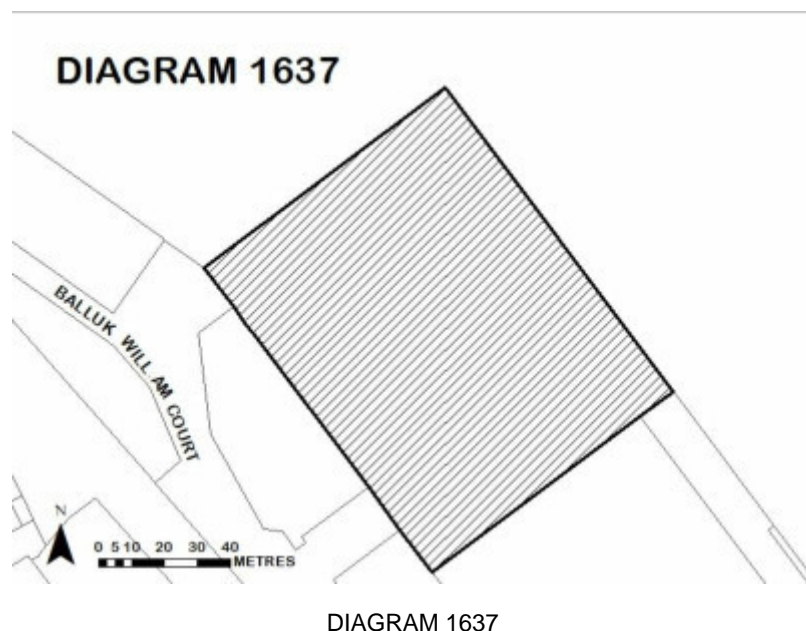 DIAGRAM 1637
BALLUK WILL AM COURT
N
0 5 10 20 30 40
METRES
DIAGRAM 1637